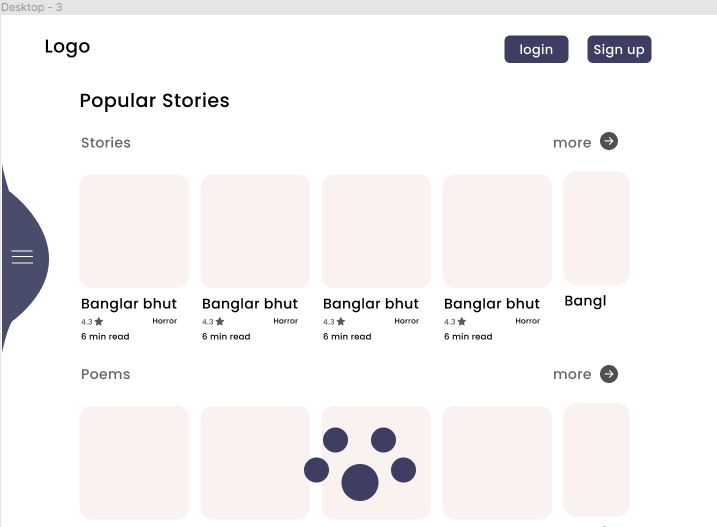 Desktop - 3
Logo
login
Sign up
Popular Stories
Stories
more
Banglar bhut
Banglar bhut
Banglar bhut
Banglar bhut
Bangl
4.3
Horror
4.3
Horror
4.3
Horror
4.3
Horror
6 min read
6 min read
6 min read
6 min read
Poems
more